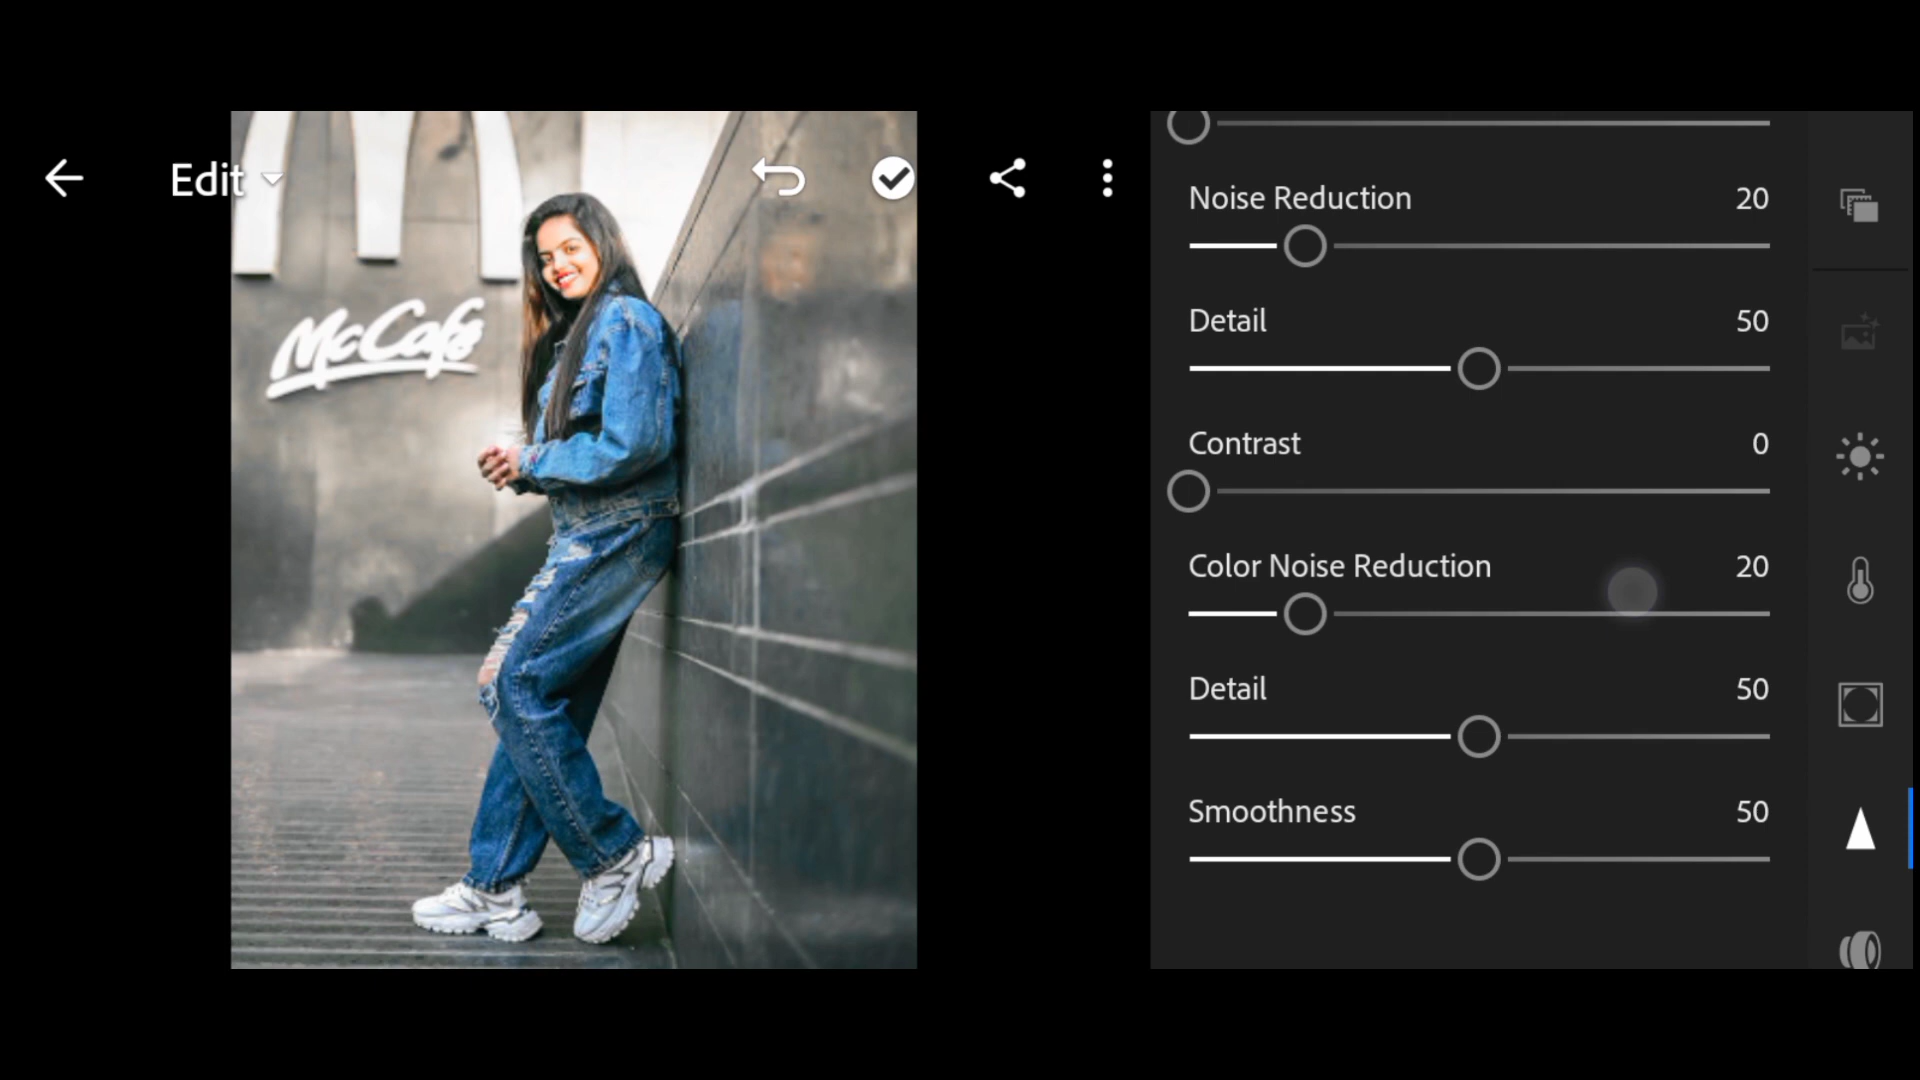 Edit
McCafé
Noise Reduction 20
Detail 50
Contrast 0
Color Noise Reduction 20
Detail 50
Smoothness 50